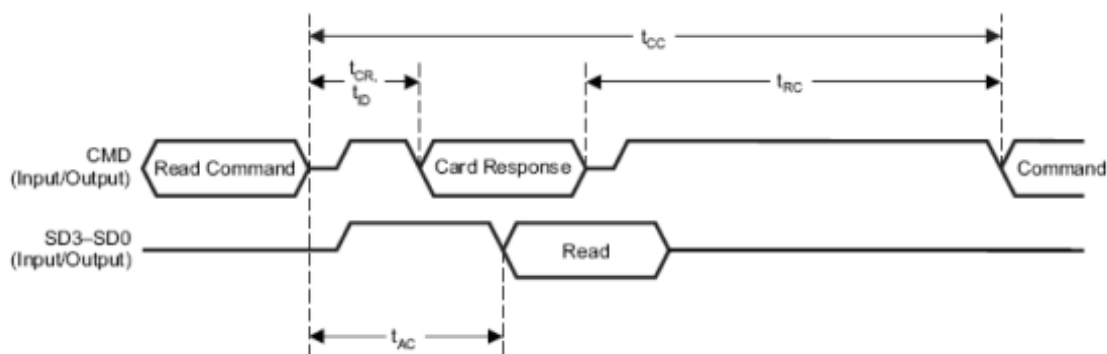 tCC
tCR,
tID
tRC
CMD
(Input/Output)
Read Command
Card Response
Command
SD3–SD0
(Input/Output)
Read
tAC